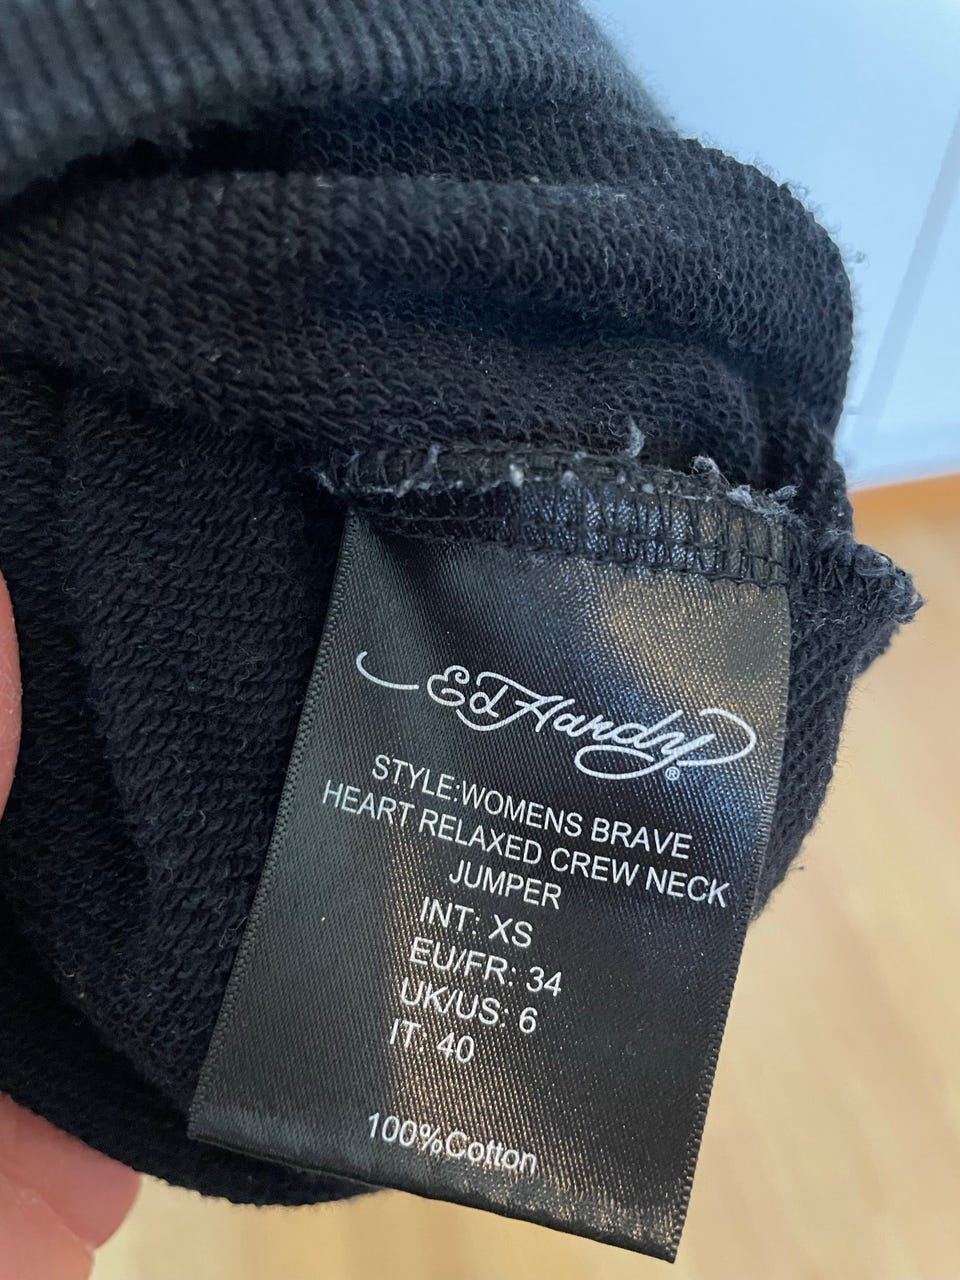 Ed Hardy ®
STYLE:WOMENS BRAVE
HEART RELAXED CREW NECK
JUMPER
INT: XS
EU/FR: 34
UK/US: 6
IT: 40
100%Cotton